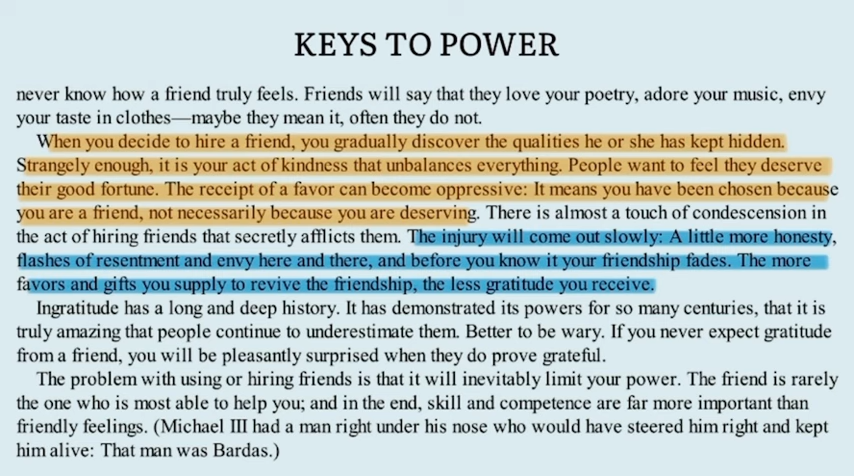 KEYS TO POWER
never know how a friend truly feels. Friends will say that they love your poetry, adore your music, envy
your taste in clothes—maybe they mean it, often they do not.
When you decide to hire a friend, you gradually discover the qualities he or she has kept hidden.
Strangely enough, it is your act of kindness that unbalances everything. People want to feel they deserve
their good fortune. The receipt of a favor can become oppressive: It means you have been chosen because
you are a friend, not necessarily because you are deserving. There is almost a touch of condescension in
the act of hiring friends that secretly afflicts them. The injury will come out slowly: A little more honesty,
flashes of resentment and envy here and there, and before you know it your friendship fades. The more
favors and gifts you supply to revive the friendship, the less gratitude you receive.
Ingratitude has a long and deep history. It has demonstrated its powers for so many centuries, that it is
truly amazing that people continue to underestimate them. Better to be wary. If you never expect gratitude
from a friend, you will be pleasantly surprised when they do prove grateful.
The problem with using or hiring friends is that it will inevitably limit your power. The friend is rarely
the one who is most able to help you; and in the end, skill and competence are far more important than
friendly feelings. (Michael III had a man right under his nose who would have steered him right and kept
him alive: That man was Bardas.)